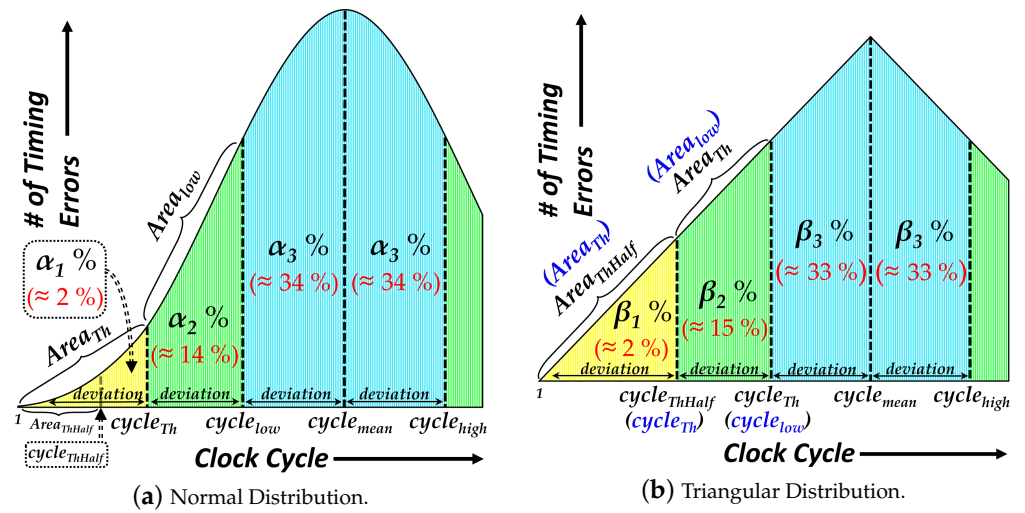 # of Timing
Errors
Area_low
α1 %
(≈ 2 %)
Area_Th
α2 %
(≈ 14 %)
α3 %
(≈ 34 %)
α3 %
(≈ 34 %)
deviation
deviation
deviation
deviation
1
Area_ThHalf
cycle_ThHalf
cycle_Th
cycle_low
cycle_mean
cycle_high
Clock Cycle
(a) Normal Distribution.
# of Timing
Errors
(Area_low)
Area_Th
(Area_Th)
Area_ThHalf
β1 %
(≈ 2 %)
β2 %
(≈ 15 %)
β3 %
(≈ 33 %)
β3 %
(≈ 33 %)
deviation
deviation
deviation
deviation
1
cycle_ThHalf
(cycle_Th)
cycle_Th
(cycle_low)
cycle_mean
cycle_high
Clock Cycle
(b) Triangular Distribution.